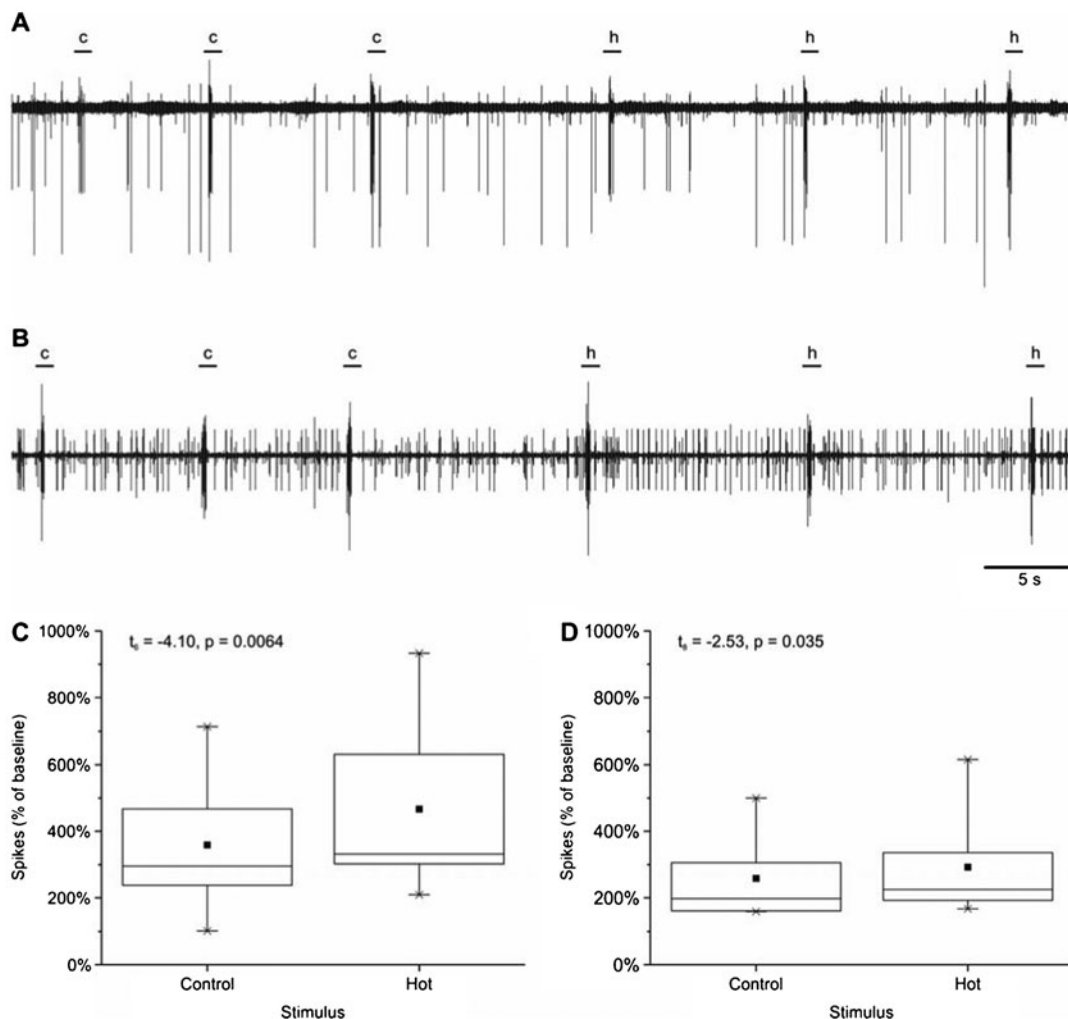 A
c c c h h h
B
c c c h h h
5 s
C
1000%
800%
600%
400%
200%
0%
t₆ = -4.10, p = 0.0064
Spikes (% of baseline)
Control Hot
Stimulus
D
1000%
800%
600%
400%
200%
0%
t₈ = -2.53, p = 0.035
Spikes (% of baseline)
Control Hot
Stimulus